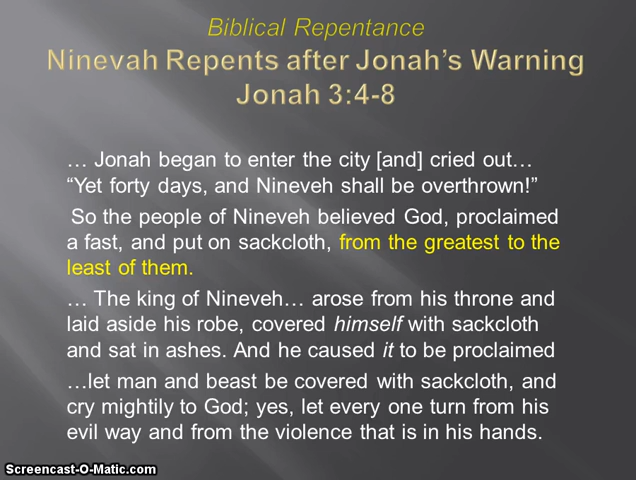 Biblical Repentance
Ninevah Repents after Jonah's Warning
Jonah 3:4-8
… Jonah began to enter the city [and] cried out…
“Yet forty days, and Nineveh shall be overthrown!”
So the people of Nineveh believed God, proclaimed
a fast, and put on sackcloth, from the greatest to the
least of them.
… The king of Nineveh… arose from his throne and
laid aside his robe, covered himself with sackcloth
and sat in ashes. And he caused it to be proclaimed
…let man and beast be covered with sackcloth, and
cry mightily to God; yes, let every one turn from his
evil way and from the violence that is in his hands.
Screencast-O-Matic.com